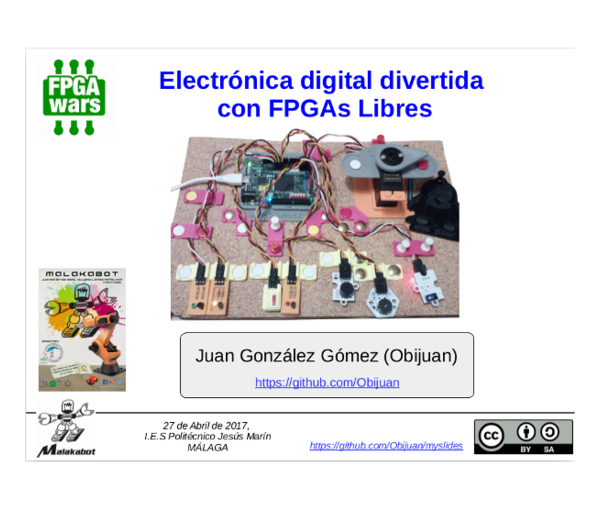 FPGA
wars
Electrónica digital divertida
con FPGAs Libres
MALAKABOT
Juan González Gómez (Obijuan)
https://github.com/Obijuan
Malakabot
27 de Abril de 2017,
I.E.S Politécnico Jesús Marín
MÁLAGA
https://github.com/Obijuan/myslides
cc
BY SA